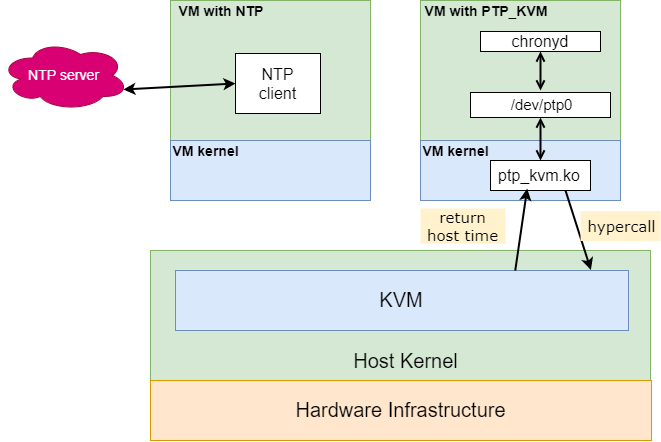 VM with NTP
VM with PTP_KVM
NTP server
NTP
client
chronyd
/dev/ptp0
VM kernel
VM kernel
ptp_kvm.ko
return
host time
hypercall
KVM
Host Kernel
Hardware Infrastructure